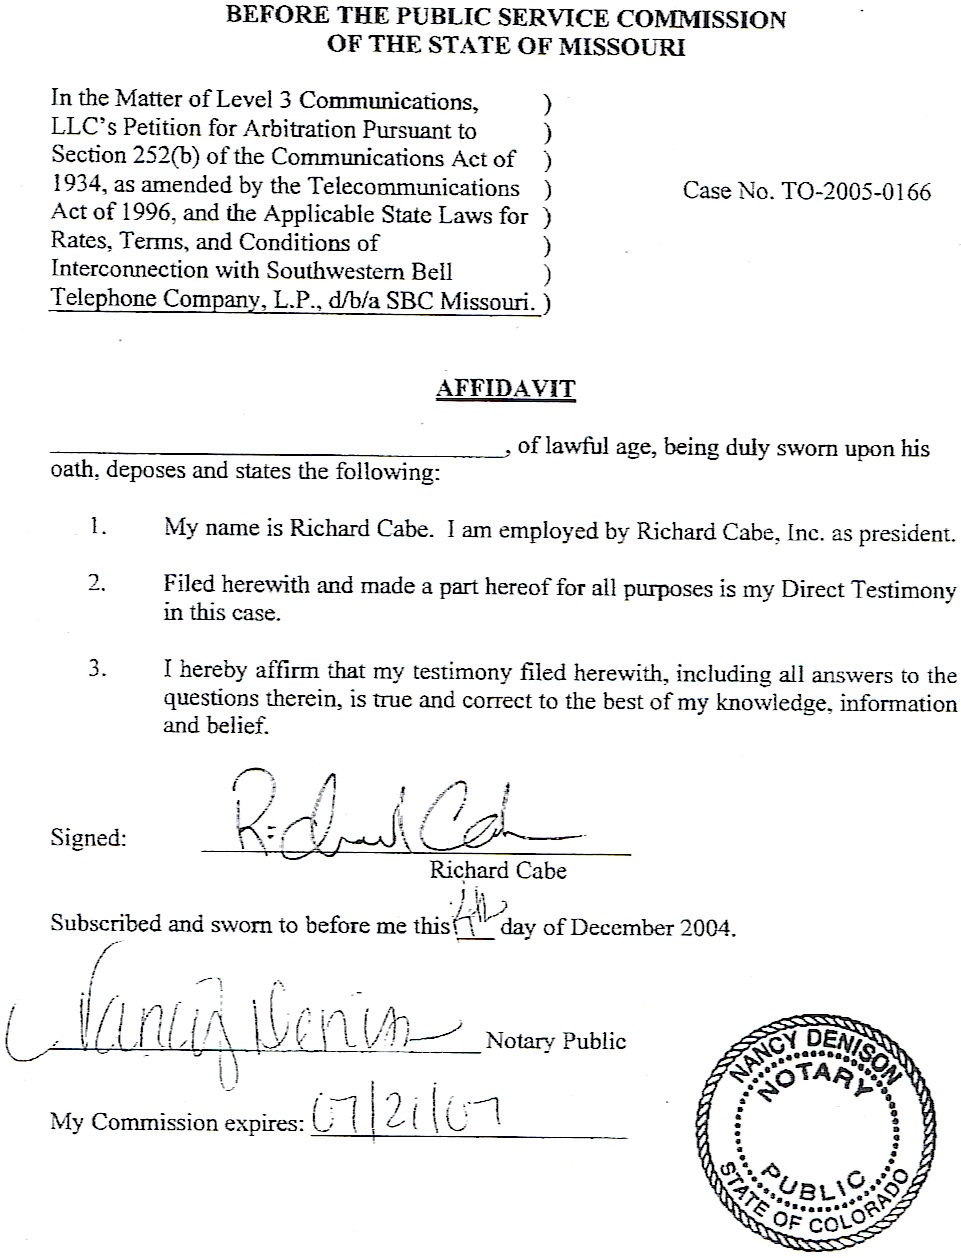 BEFORE THE PUBLIC SERVICE COMMISSION
OF THE STATE OF MISSOURI
In the Matter of Level 3 Communications, )
LLC's Petition for Arbitration Pursuant to )
Section 252(b) of the Communications Act of )
1934, as amended by the Telecommunications ) Case No. TO-2005-0166
Act of 1996, and the Applicable State Laws for )
Rates, Terms, and Conditions of )
Interconnection with Southwestern Bell )
Telephone Company, L.P., d/b/a SBC Missouri. )
AFFIDAVIT
, of lawful age, being duly sworn upon his
oath, deposes and states the following:
1. My name is Richard Cabe. I am employed by Richard Cabe, Inc. as president.
2. Filed herewith and made a part hereof for all purposes is my Direct Testimony
in this case.
3. I hereby affirm that my testimony filed herewith, including all answers to the
questions therein, is true and correct to the best of my knowledge, information
and belief.
Signed: Richard Cabe
Richard Cabe
Subscribed and sworn to before me this day of December 2004.
Nancy Denison Notary Public
My Commission expires: 07/21/07
NANCY DENISON
NOTARY
PUBLIC
STATE OF COLORADO